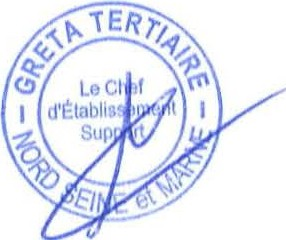 GRETA TERTIAIRE
Le Chef
d'Établissement
Support
NORD SEINE et MARNE